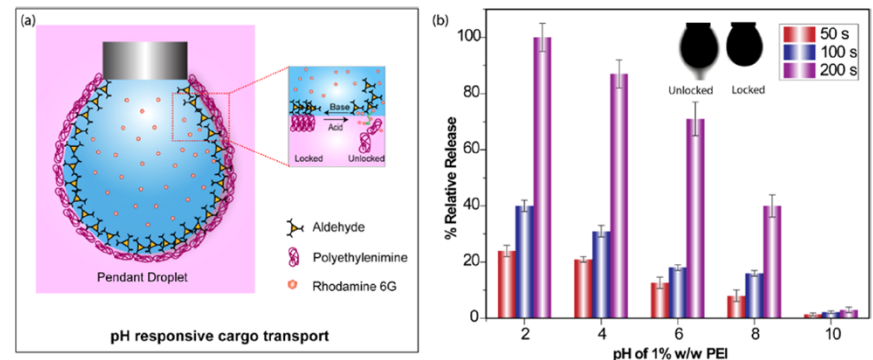 (a)
Base
Acid
Locked
Unlocked
Aldehyde
Polyethylenimine
Rhodamine 6G
Pendant Droplet
pH responsive cargo transport
(b)
% Relative Release
100
80
60
40
20
0
2
4
6
8
10
pH of 1% w/w PEI
Unlocked
Locked
50 s
100 s
200 s